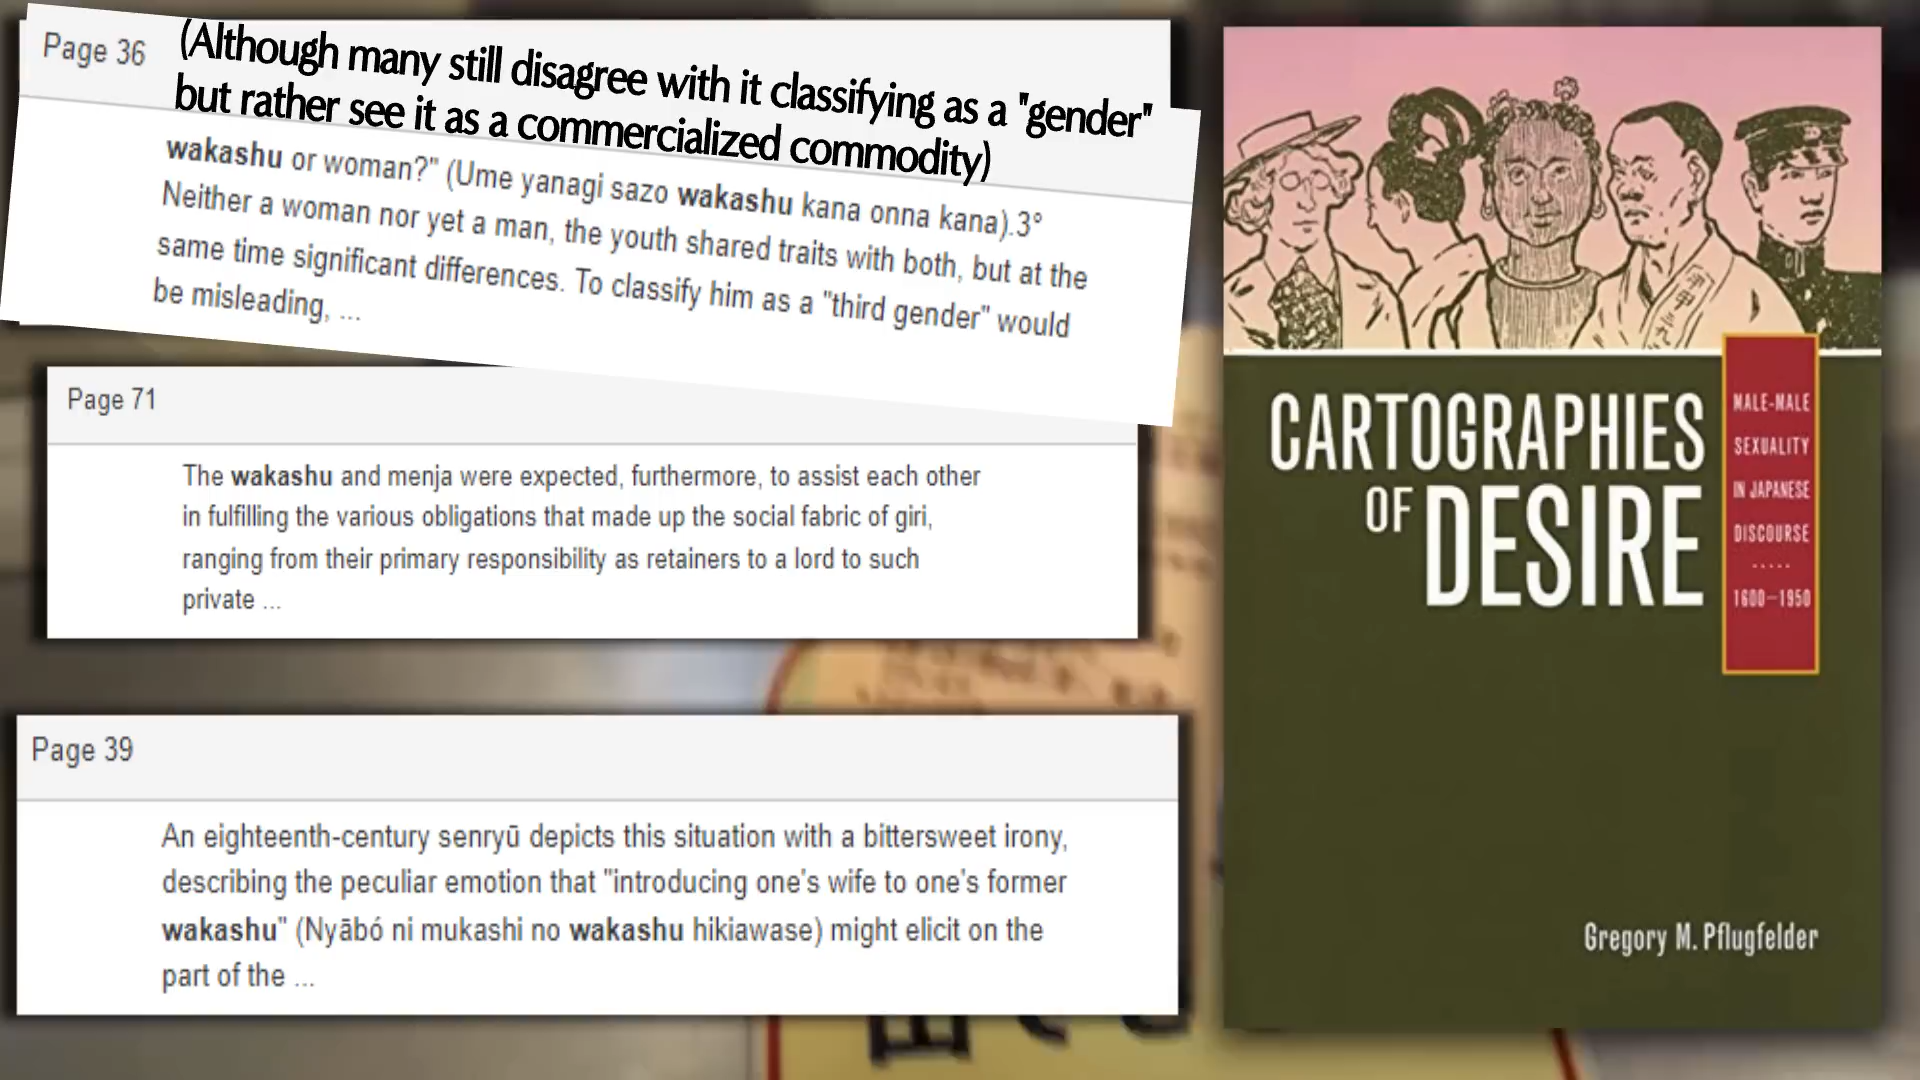 Page 36
(Although many still disagree with it classifying as a "gender"
but rather see it as a commercialized commodity)
wakashu or woman?" (Ume yanagi sazo wakashu kana onna kana).3°
Neither a woman nor yet a man, the youth shared traits with both, but at the
same time significant differences. To classify him as a "third gender" would
be misleading, ...
Page 71
The wakashu and menja were expected, furthermore, to assist each other
in fulfilling the various obligations that made up the social fabric of giri,
ranging from their primary responsibility as retainers to a lord to such
private ...
Page 39
An eighteenth-century senryū depicts this situation with a bittersweet irony,
describing the peculiar emotion that "introducing one's wife to one's former
wakashu" (Nyābó ni mukashi no wakashu hikiawase) might elicit on the
part of the ...
CARTOGRAPHIES
OF DESIRE
MALE-MALE
SEXUALITY
IN JAPANESE
DISCOURSE
.....
1600–1950
Gregory M. Pflugfelder